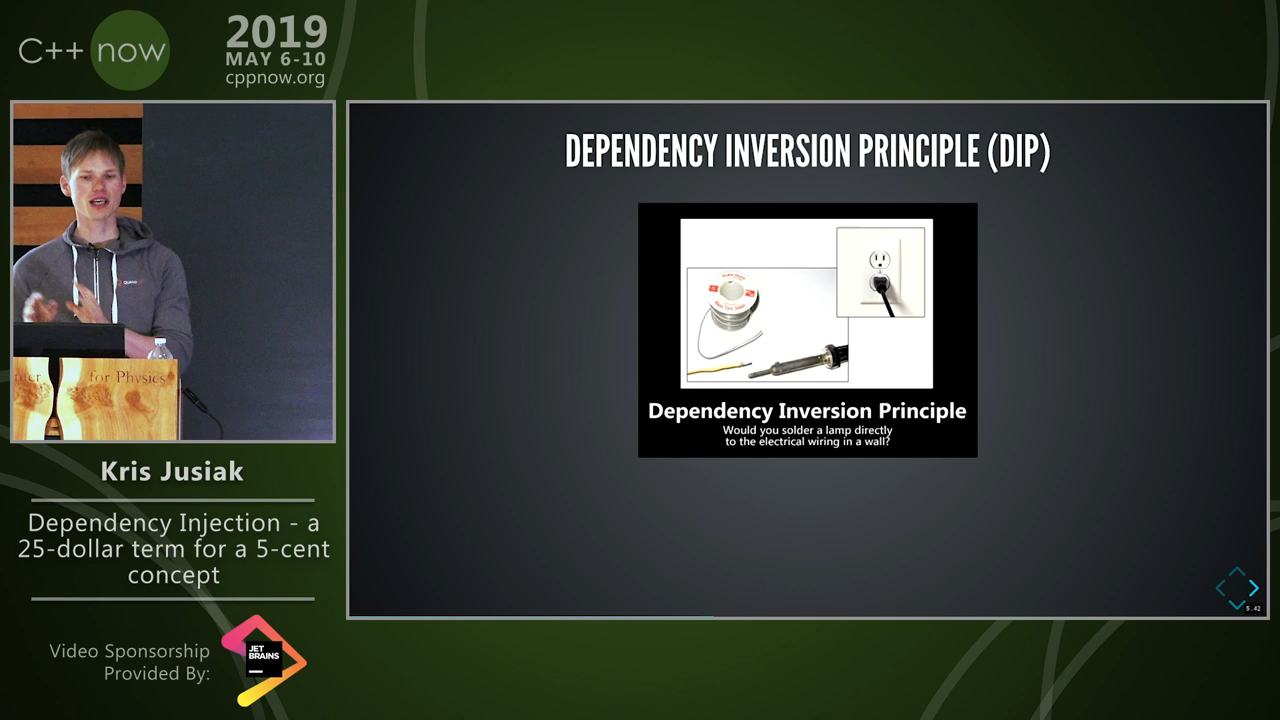 C++ now
2019
MAY 6-10
cppnow.org
for Physics
Kris Jusiak
Dependency Injection - a
25-dollar term for a 5-cent
concept
Video Sponsorship
Provided By:
JET
BRAINS
DEPENDENCY INVERSION PRINCIPLE (DIP)
Dependency Inversion Principle
Would you solder a lamp directly
to the electrical wiring in a wall?
5.42